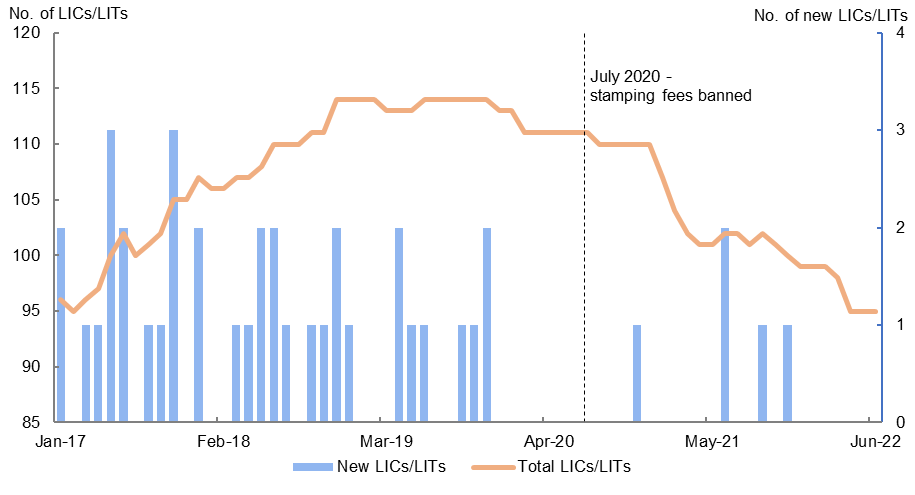 No. of LICs/LITs
No. of new LICs/LITs
120
4
July 2020 -
stamping fees banned
115
110
3
105
100
2
95
1
90
85
0
Jan-17
Feb-18
Mar-19
Apr-20
May-21
Jun-22
New LICs/LITs
Total LICs/LITs